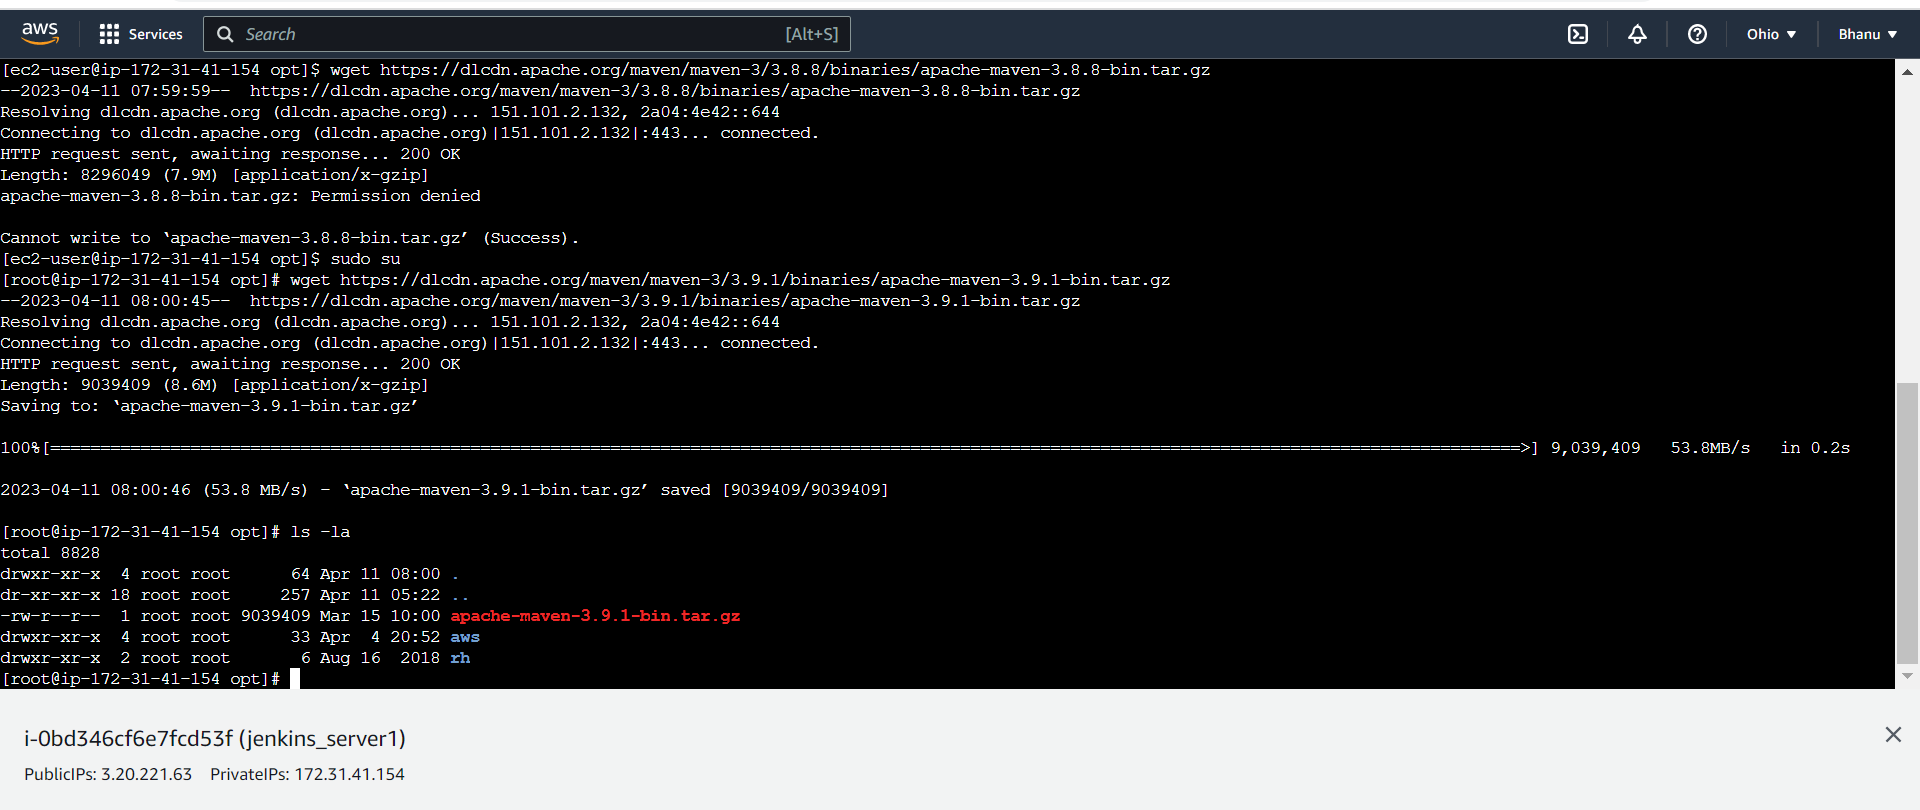 aws Services Search [Alt+S] Ohio Bhanu
[ec2-user@ip-172-31-41-154 opt]$ wget https://dlcdn.apache.org/maven/maven-3/3.8.8/binaries/apache-maven-3.8.8-bin.tar.gz
--2023-04-11 07:59:59--  https://dlcdn.apache.org/maven/maven-3/3.8.8/binaries/apache-maven-3.8.8-bin.tar.gz
Resolving dlcdn.apache.org (dlcdn.apache.org)... 151.101.2.132, 2a04:4e42::644
Connecting to dlcdn.apache.org (dlcdn.apache.org)|151.101.2.132|:443... connected.
HTTP request sent, awaiting response... 200 OK
Length: 8296049 (7.9M) [application/x-gzip]
apache-maven-3.8.8-bin.tar.gz: Permission denied
Cannot write to ‘apache-maven-3.8.8-bin.tar.gz’ (Success).
[ec2-user@ip-172-31-41-154 opt]$ sudo su
[root@ip-172-31-41-154 opt]# wget https://dlcdn.apache.org/maven/maven-3/3.9.1/binaries/apache-maven-3.9.1-bin.tar.gz
--2023-04-11 08:00:45--  https://dlcdn.apache.org/maven/maven-3/3.9.1/binaries/apache-maven-3.9.1-bin.tar.gz
Resolving dlcdn.apache.org (dlcdn.apache.org)... 151.101.2.132, 2a04:4e42::644
Connecting to dlcdn.apache.org (dlcdn.apache.org)|151.101.2.132|:443... connected.
HTTP request sent, awaiting response... 200 OK
Length: 9039409 (8.6M) [application/x-gzip]
Saving to: ‘apache-maven-3.9.1-bin.tar.gz’
100%[===================================================================================================================================================>] 9,039,409   53.8MB/s   in 0.2s
2023-04-11 08:00:46 (53.8 MB/s) - ‘apache-maven-3.9.1-bin.tar.gz’ saved [9039409/9039409]
[root@ip-172-31-41-154 opt]# ls -la
total 8828
drwxr-xr-x  4 root root      64 Apr 11 08:00 .
dr-xr-xr-x 18 root root     257 Apr 11 05:22 ..
-rw-r--r--  1 root root 9039409 Mar 15 10:00 apache-maven-3.9.1-bin.tar.gz
drwxr-xr-x  4 root root      33 Apr  4 20:52 aws
drwxr-xr-x  2 root root       6 Aug 16  2018 rh
[root@ip-172-31-41-154 opt]#
i-0bd346cf6e7fcd53f (jenkins_server1)
PublicIPs: 3.20.221.63 PrivateIPs: 172.31.41.154